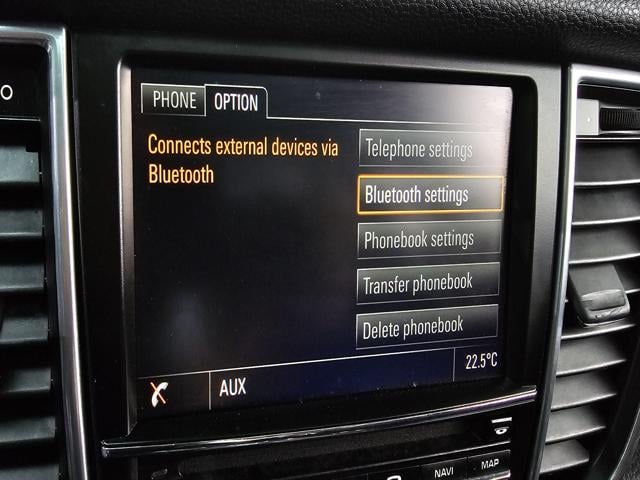 PHONE OPTION
Connects external devices via
Bluetooth
Telephone settings
Bluetooth settings
Phonebook settings
Transfer phonebook
Delete phonebook
AUX
22.5°C
NAVI
MAP